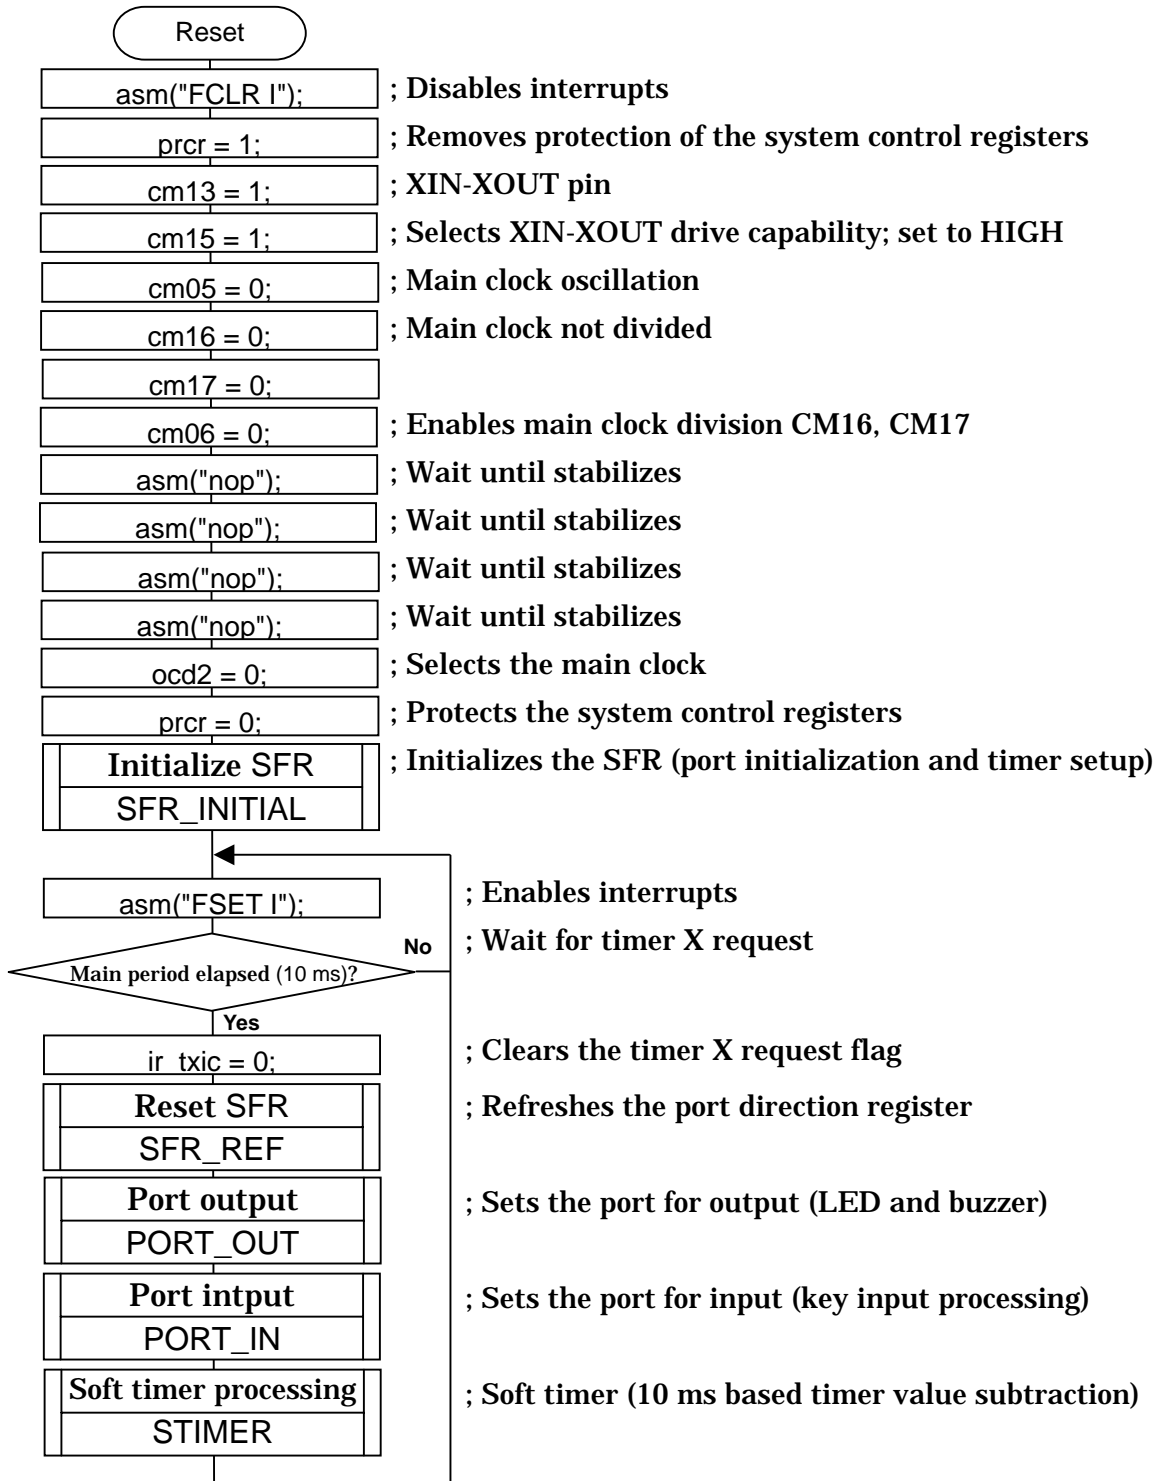 Reset
asm("FCLR I"); ; Disables interrupts
prcr = 1; ; Removes protection of the system control registers
cm13 = 1; ; XIN-XOUT pin
cm15 = 1; ; Selects XIN-XOUT drive capability; set to HIGH
cm05 = 0; ; Main clock oscillation
cm16 = 0; ; Main clock not divided
cm17 = 0;
cm06 = 0; ; Enables main clock division CM16, CM17
asm("nop"); ; Wait until stabilizes
asm("nop"); ; Wait until stabilizes
asm("nop"); ; Wait until stabilizes
asm("nop"); ; Wait until stabilizes
ocd2 = 0; ; Selects the main clock
prcr = 0; ; Protects the system control registers
Initialize SFR ; Initializes the SFR (port initialization and timer setup)
SFR_INITIAL
asm("FSET I"); ; Enables interrupts
No ; Wait for timer X request
Main period elapsed (10 ms)?
Yes
ir_txic = 0; ; Clears the timer X request flag
Reset SFR ; Refreshes the port direction register
SFR_REF
Port output ; Sets the port for output (LED and buzzer)
PORT_OUT
Port intput ; Sets the port for input (key input processing)
PORT_IN
Soft timer processing ; Soft timer (10 ms based timer value subtraction)
STIMER